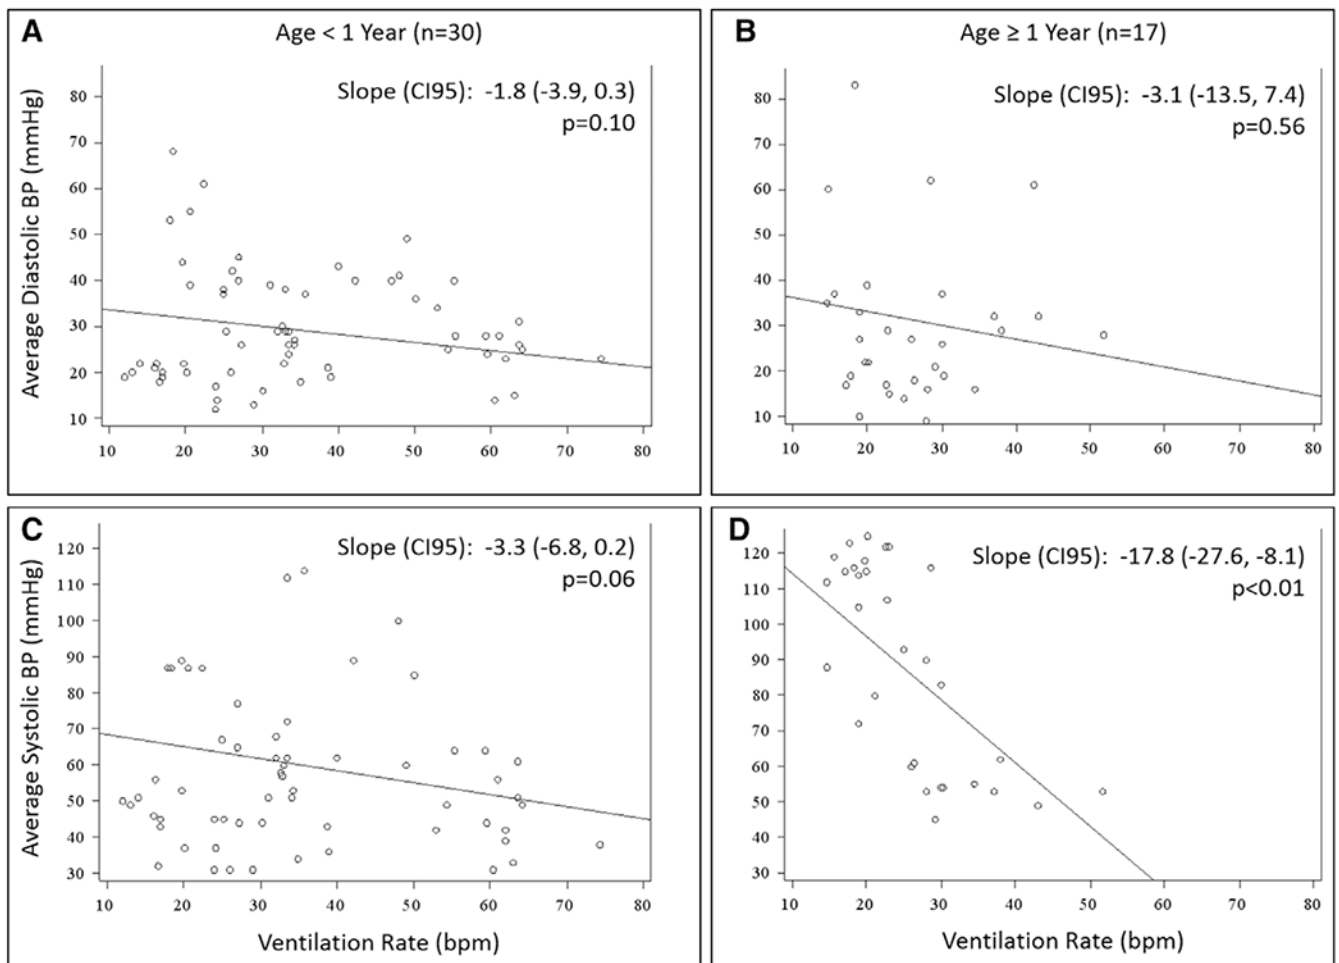 A
Age < 1 Year (n=30)
Slope (CI95): -1.8 (-3.9, 0.3)
p=0.10
Average Diastolic BP (mmHg)
80
70
60
50
40
30
20
10
10 20 30 40 50 60 70 80
B
Age ≥ 1 Year (n=17)
Slope (CI95): -3.1 (-13.5, 7.4)
p=0.56
80
70
60
50
40
30
20
10
10 20 30 40 50 60 70 80
C
Slope (CI95): -3.3 (-6.8, 0.2)
p=0.06
Average Systolic BP (mmHg)
120
110
100
90
80
70
60
50
40
30
10 20 30 40 50 60 70 80
Ventilation Rate (bpm)
D
Slope (CI95): -17.8 (-27.6, -8.1)
p<0.01
120
110
100
90
80
70
60
50
40
30
10 20 30 40 50 60 70 80
Ventilation Rate (bpm)